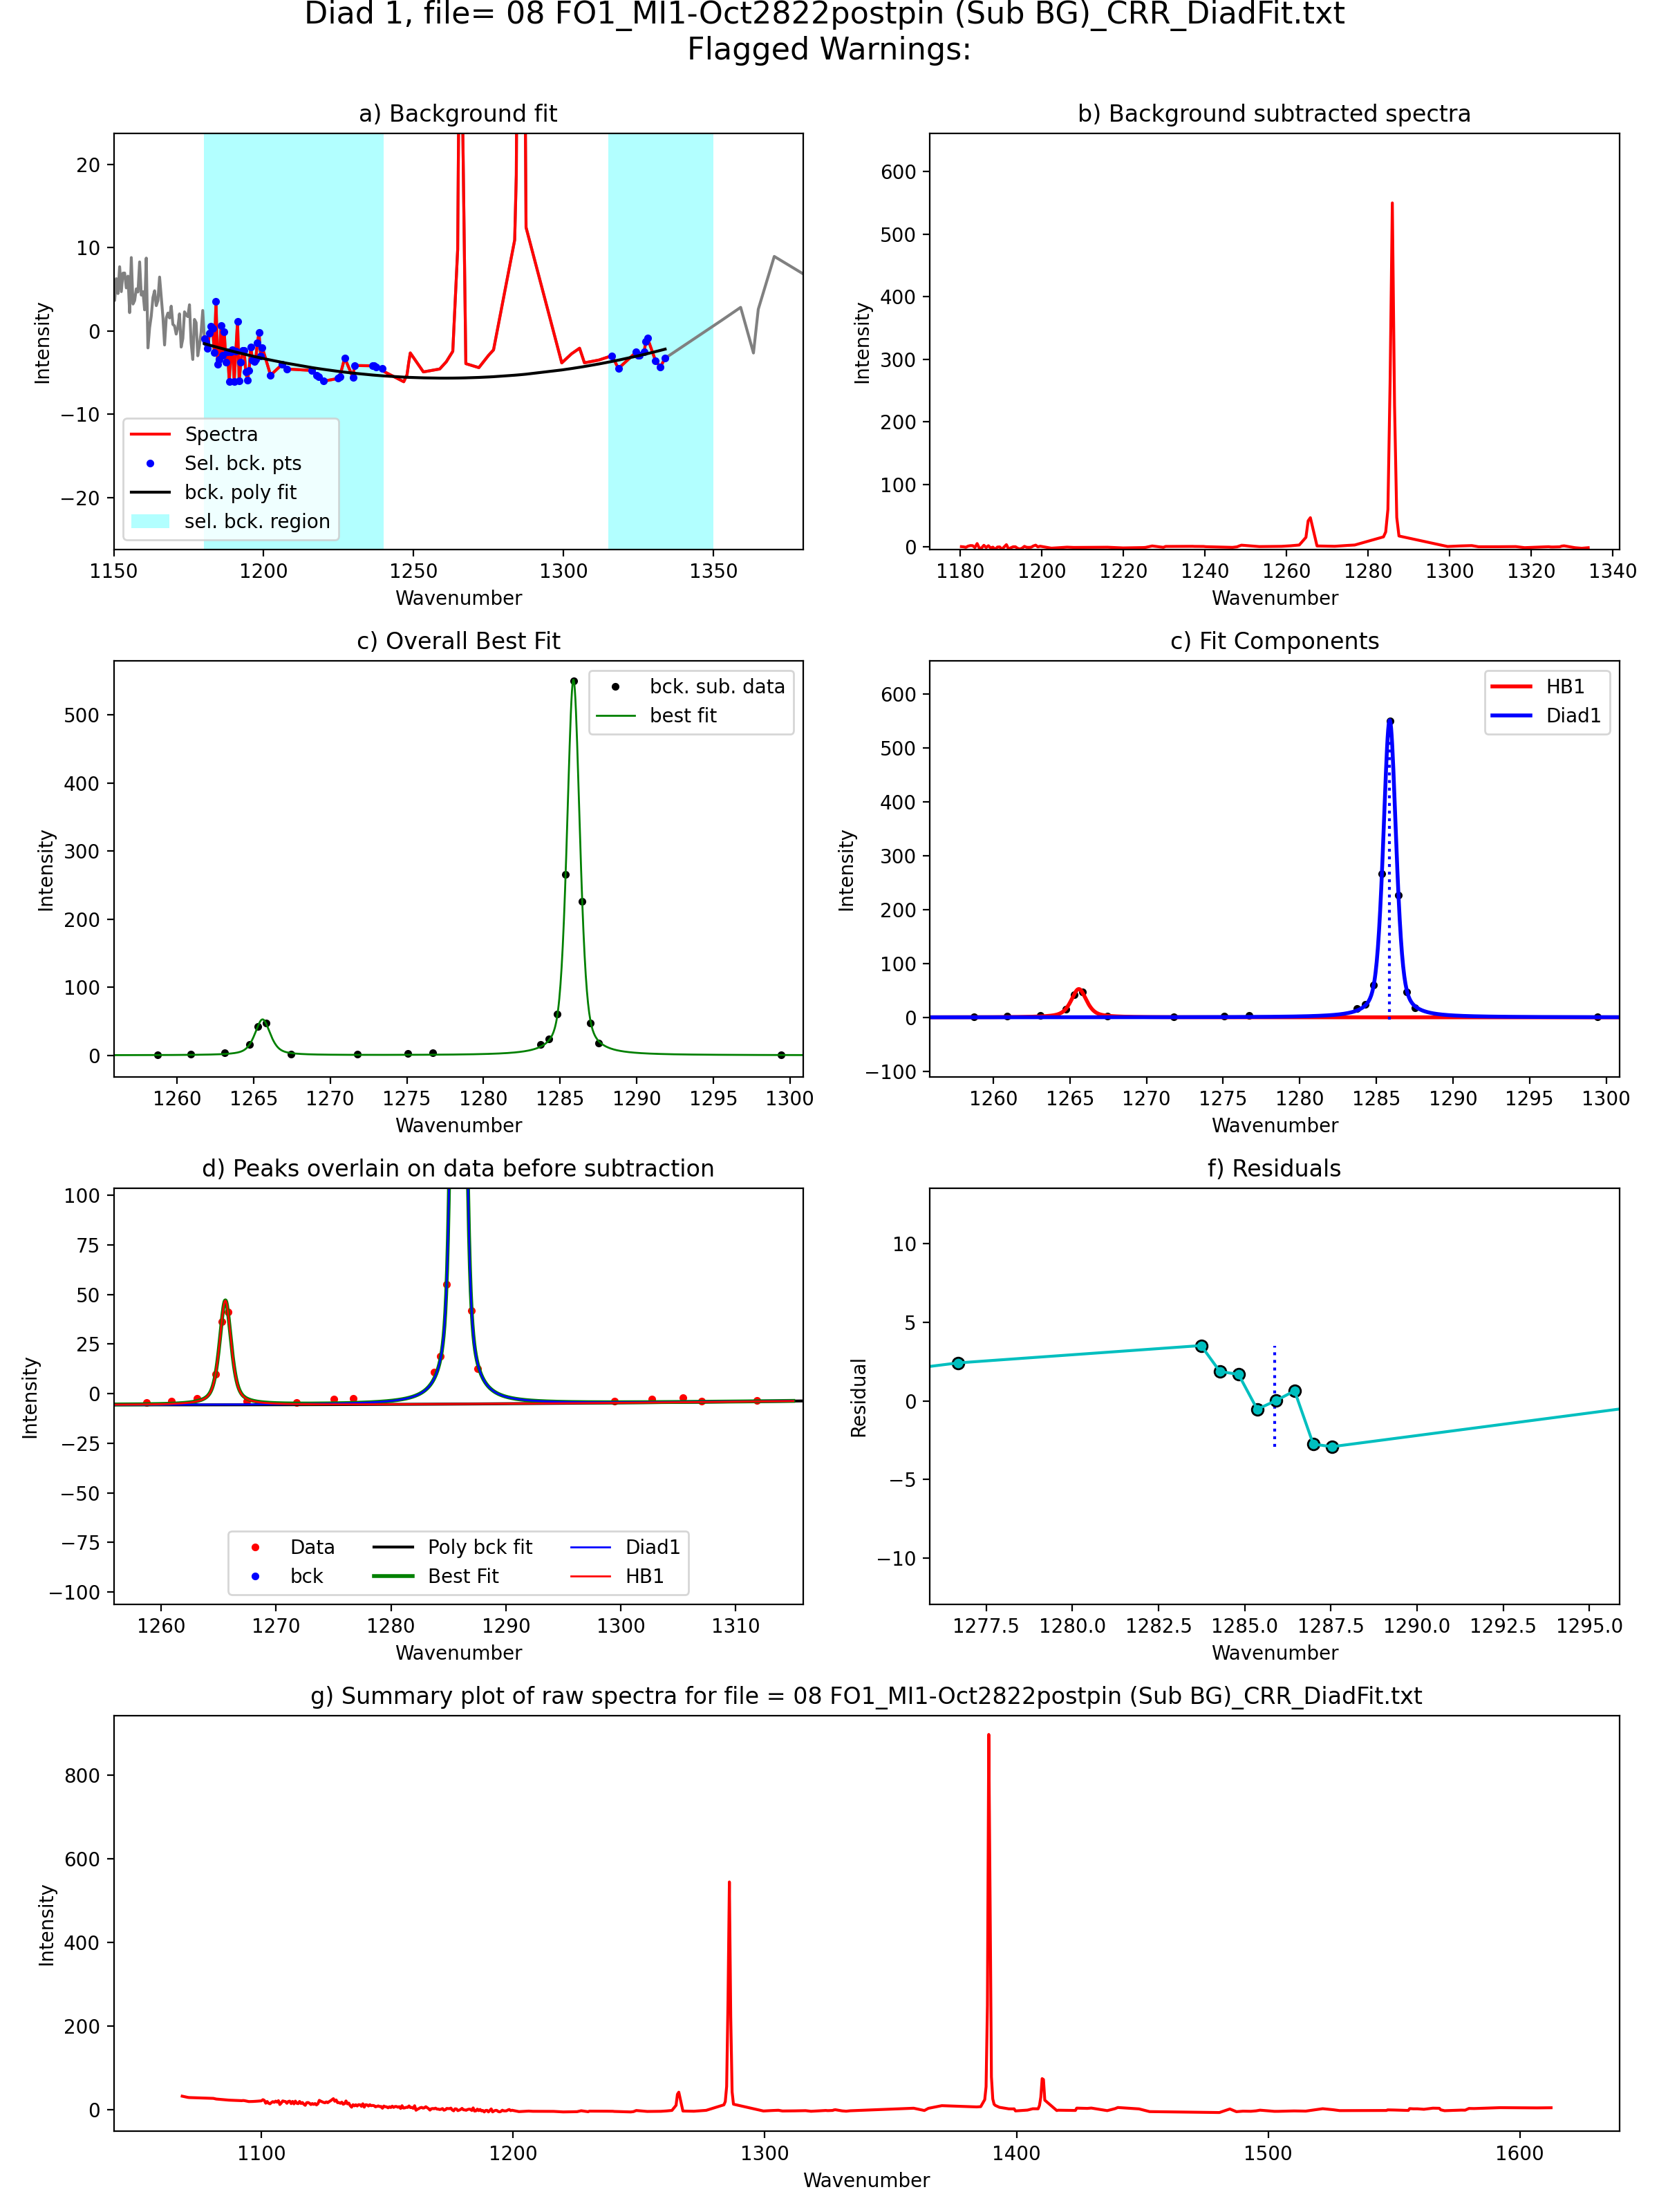 Diad 1, file= 08 FO1_MI1-Oct2822postpin (Sub BG)_CRR_DiadFit.txt
Flagged Warnings:
a) Background fit
20
10
0
−10
−20
Intensity
Spectra
Sel. bck. pts
bck. poly fit
sel. bck. region
1150 1200 1250 1300 1350
Wavenumber
b) Background subtracted spectra
600
500
400
300
200
100
0
Intensity
1180 1200 1220 1240 1260 1280 1300 1320 1340
Wavenumber
c) Overall Best Fit
500
400
300
200
100
0
Intensity
bck. sub. data
best fit
1260 1265 1270 1275 1280 1285 1290 1295 1300
Wavenumber
c) Fit Components
600
500
400
300
200
100
0
−100
Intensity
HB1
Diad1
1260 1265 1270 1275 1280 1285 1290 1295 1300
Wavenumber
d) Peaks overlain on data before subtraction
100
75
50
25
0
−25
−50
−75
−100
Intensity
Data Poly bck fit Diad1
bck Best Fit HB1
1260 1270 1280 1290 1300 1310
Wavenumber
f) Residuals
10
5
0
−5
−10
Residual
1277.5 1280.0 1282.5 1285.0 1287.5 1290.0 1292.5 1295.0
Wavenumber
g) Summary plot of raw spectra for file = 08 FO1_MI1-Oct2822postpin (Sub BG)_CRR_DiadFit.txt
800
600
400
200
0
Intensity
1100 1200 1300 1400 1500 1600
Wavenumber